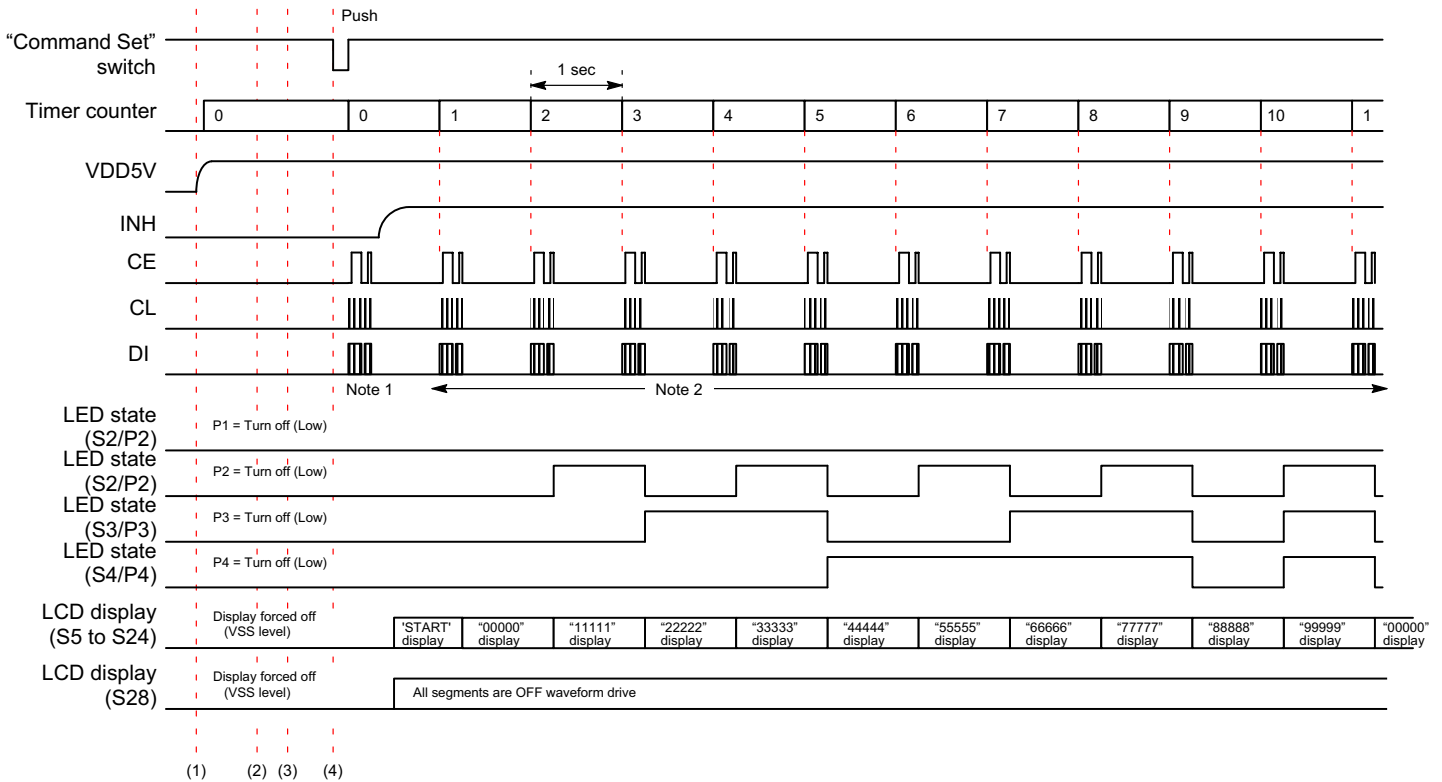 Push
“Command Set”
switch
1 sec
Timer counter
0 0 1 2 3 4 5 6 7 8 9 10 1
VDD5V
INH
CE
CL
DI
Note 1 Note 2
LED state
(S2/P2)
P1 = Turn off (Low)
LED state
(S2/P2)
P2 = Turn off (Low)
LED state
(S3/P3)
P3 = Turn off (Low)
LED state
(S4/P4)
P4 = Turn off (Low)
LCD display
(S5 to S24)
Display forced off
(VSS level)
'START'
display
“00000”
display
“11111”
display
“22222”
display
“33333”
display
“44444”
display
“55555”
display
“66666”
display
“77777”
display
“88888”
display
“99999”
display
“00000”
display
LCD display
(S28)
Display forced off
(VSS level)
All segments are OFF waveform drive
(1) (2) (3) (4)